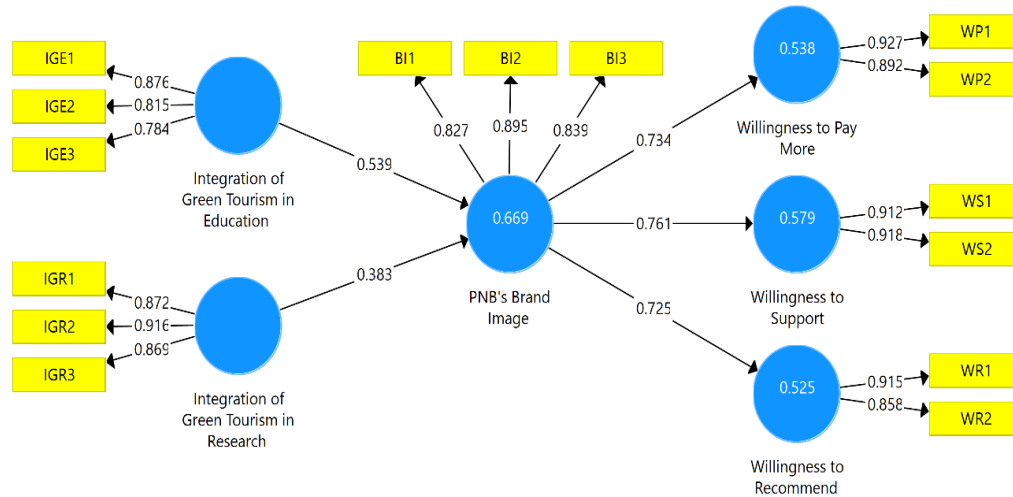 IGE1
IGE2
IGE3
0.876
0.815
0.784
Integration of
Green Tourism in
Education
0.539
IGR1
IGR2
IGR3
0.872
0.916
0.869
Integration of
Green Tourism in
Research
0.383
BI1
BI2
BI3
0.827
0.895
0.839
0.669
PNB's Brand
Image
0.734
0.761
0.725
0.538
Willingness to Pay
More
0.927
0.892
WP1
WP2
0.579
Willingness to
Support
0.912
0.918
WS1
WS2
0.525
Willingness to
Recommend
0.915
0.858
WR1
WR2